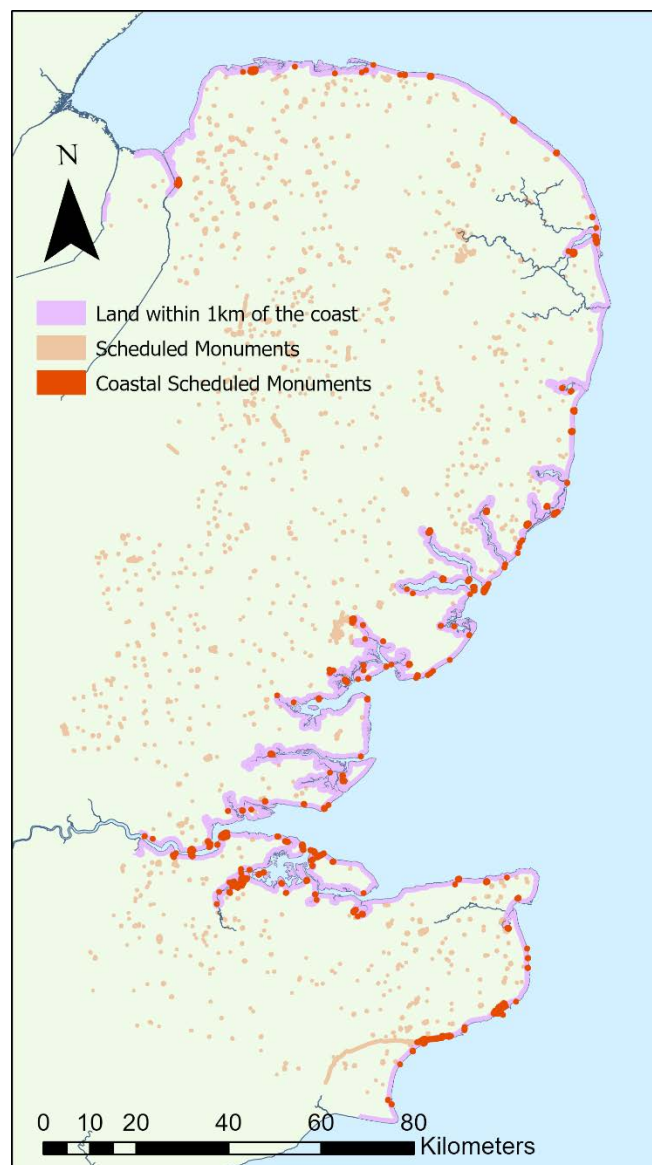 N
Land within 1km of the coast
Scheduled Monuments
Coastal Scheduled Monuments
0 10 20 40 60 80
Kilometers